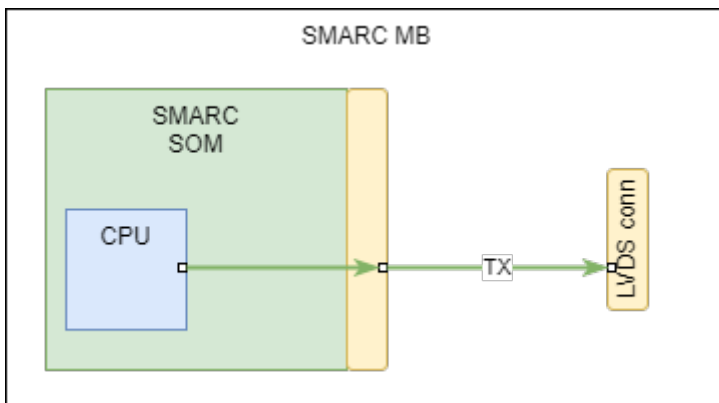 SMARC MB
SMARC
SOM
CPU
TX
LVDS conn